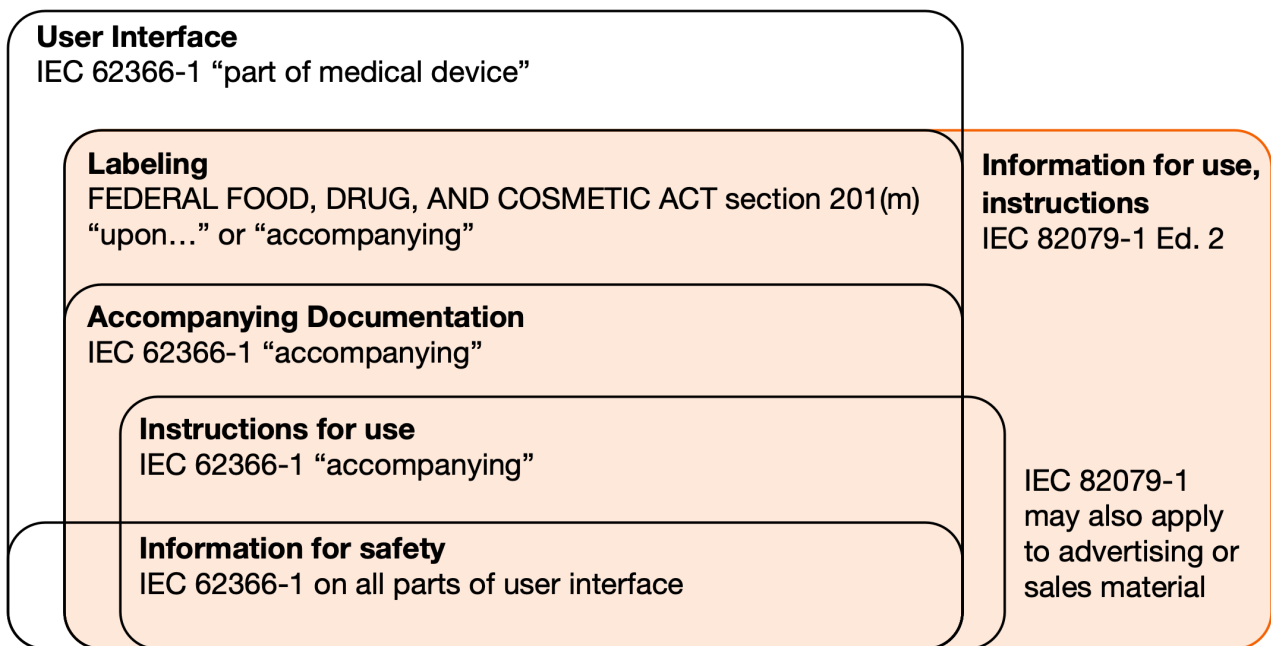 User Interface
IEC 62366-1 “part of medical device”
Labeling
FEDERAL FOOD, DRUG, AND COSMETIC ACT section 201(m)
“upon…” or “accompanying”
Information for use,
instructions
IEC 82079-1 Ed. 2
Accompanying Documentation
IEC 62366-1 “accompanying”
Instructions for use
IEC 62366-1 “accompanying”
Information for safety
IEC 62366-1 on all parts of user interface
IEC 82079-1
may also apply
to advertising or
sales material